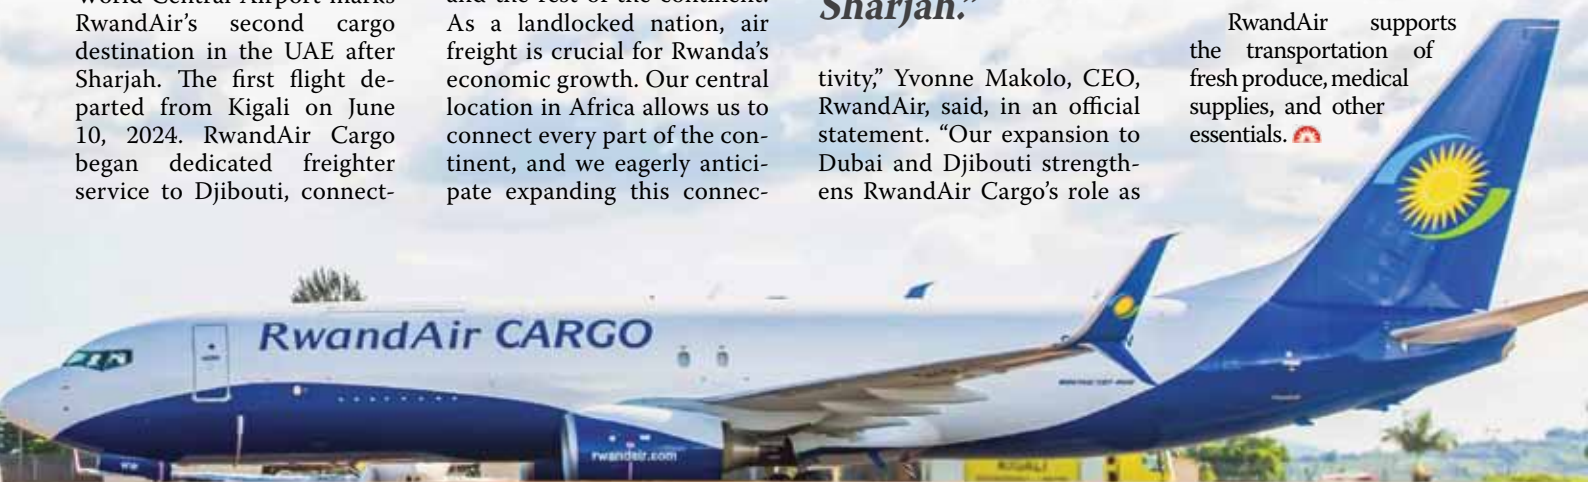 World Central Airport marks
RwandAir's second cargo
destination in the UAE after
Sharjah. The first flight de-
parted from Kigali on June
10, 2024. RwandAir Cargo
began dedicated freighter
service to Djibouti, connect-
and the rest of the continent.
As a landlocked nation, air
freight is crucial for Rwanda's
economic growth. Our central
location in Africa allows us to
connect every part of the con-
tinent, and we eagerly antici-
pate expanding this connec-
Sharjah."
tivity," Yvonne Makolo, CEO,
RwandAir, said, in an official
statement. "Our expansion to
Dubai and Djibouti strength-
ens RwandAir Cargo's role as
RwandAir supports
the transportation of
fresh produce, medical
supplies, and other
essentials.
RwandAir CARGO
rwandair.com
KIGALI